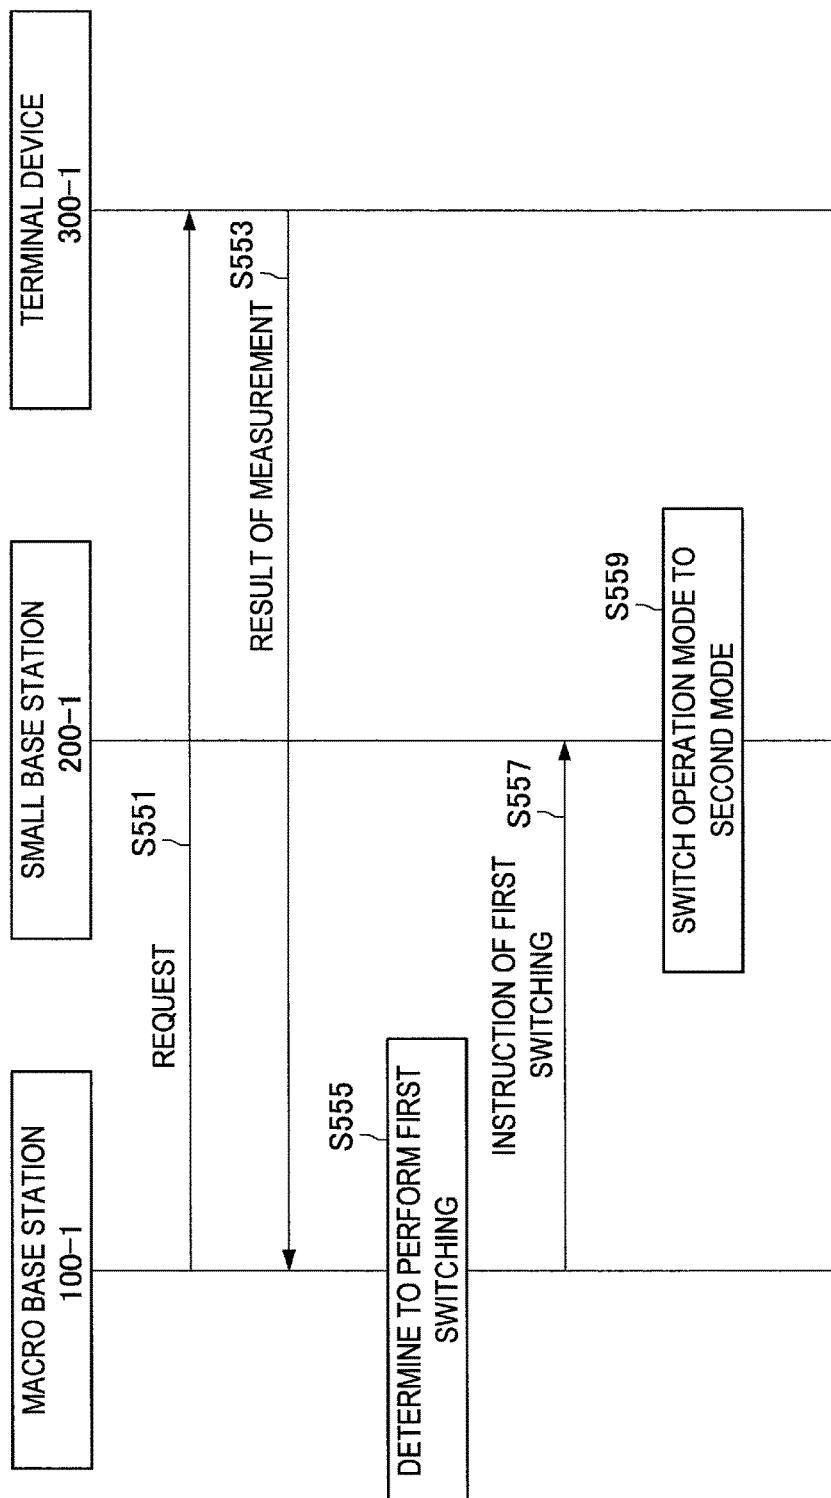 MACRO BASE STATION
100-1
SMALL BASE STATION
200-1
TERMINAL DEVICE
300-1
REQUEST
S551
RESULT OF MEASUREMENT
S553
S555
DETERMINE TO PERFORM FIRST
SWITCHING
INSTRUCTION OF FIRST
SWITCHING
S557
S559
SWITCH OPERATION MODE TO
SECOND MODE